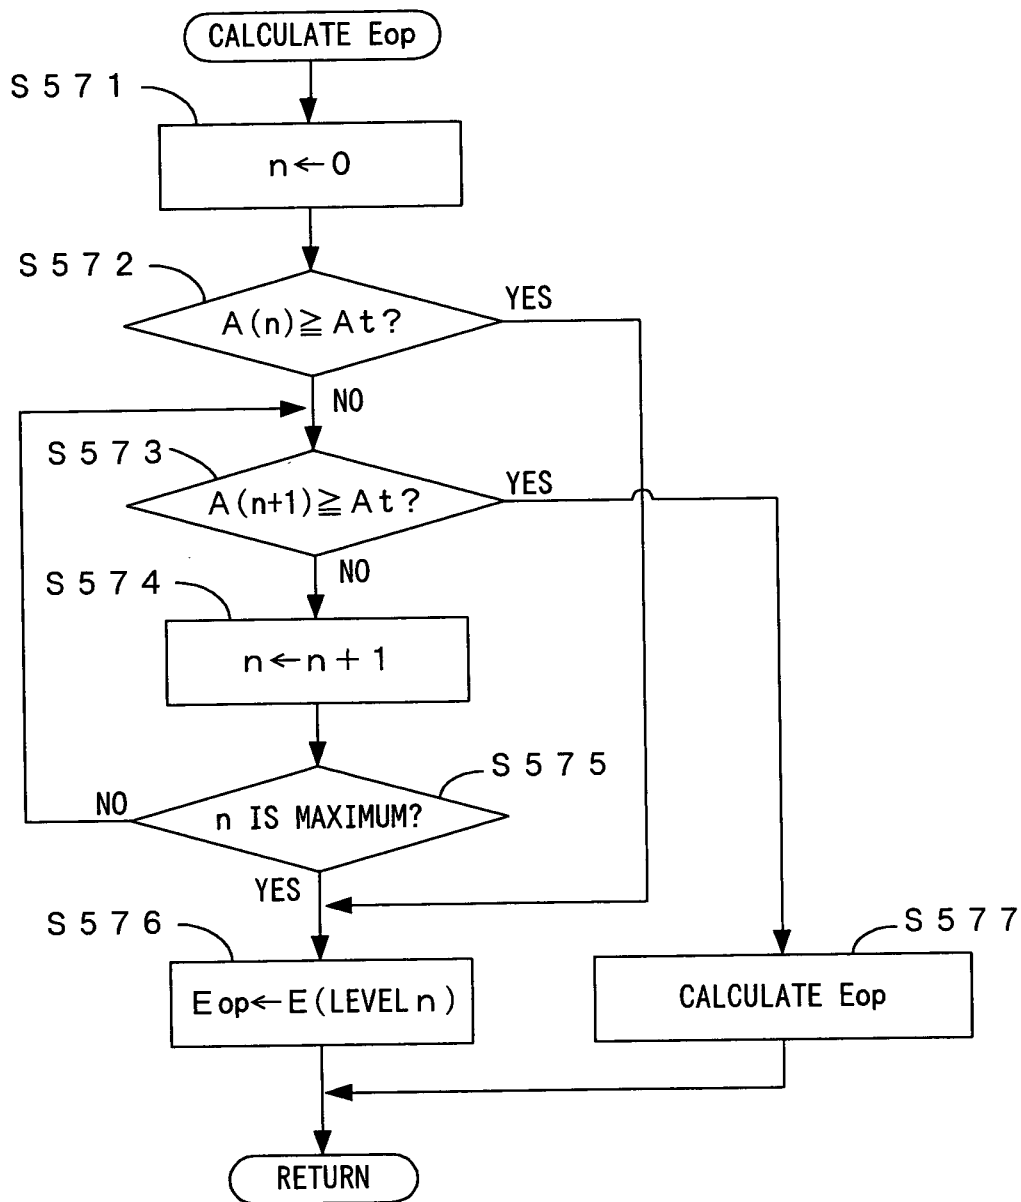 CALCULATE Eop
S571
n←0
S572
A(n)≧At?
YES
NO
S573
A(n+1)≧At?
YES
NO
S574
n←n+1
S575
n IS MAXIMUM?
NO
YES
S576
Eop←E(LEVEL n)
S577
CALCULATE Eop
RETURN